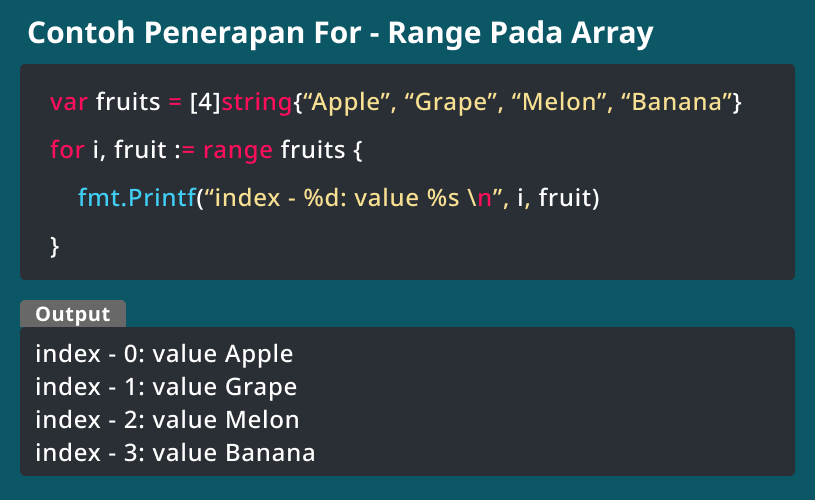 Contoh Penerapan For - Range Pada Array
var fruits = [4]string{“Apple”, “Grape”, “Melon”, “Banana”}
for i, fruit := range fruits {
fmt.Printf(“index - %d: value %s \n”, i, fruit)
}
Output
index - 0: value Apple
index - 1: value Grape
index - 2: value Melon
index - 3: value Banana